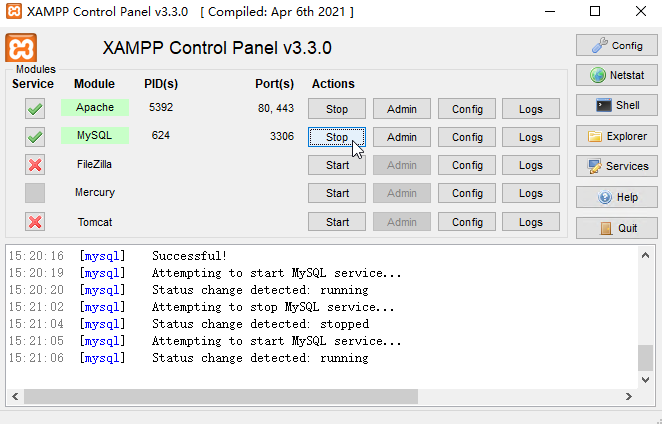 XAMPP Control Panel v3.3.0 [ Compiled: Apr 6th 2021 ]
XAMPP Control Panel v3.3.0
Config
Modules
Service Module PID(s) Port(s) Actions
Netstat
Apache 5392 80, 443 Stop Admin Config Logs
Shell
MySQL 624 3306 Stop Admin Config Logs
Explorer
FileZilla Start Admin Config Logs
Services
Mercury Start Admin Config Logs
Help
Tomcat Start Admin Config Logs
Quit
15:20:16 [mysql] Successful!
15:20:19 [mysql] Attempting to start MySQL service...
15:20:20 [mysql] Status change detected: running
15:21:02 [mysql] Attempting to stop MySQL service...
15:21:04 [mysql] Status change detected: stopped
15:21:05 [mysql] Attempting to start MySQL service...
15:21:06 [mysql] Status change detected: running